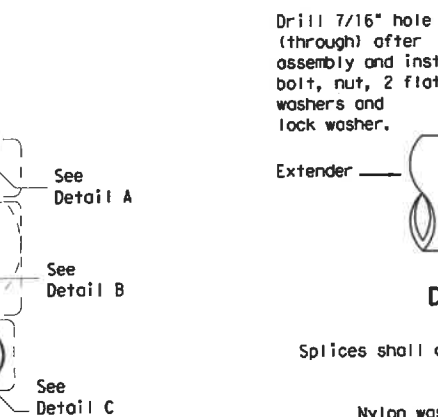 Drill 7/16" hole
(through) after
assembly and inst
bolt, nut, 2 flat
washers and
lock washer.
See
Detail A
Extender
See
Detail B
D
Splices shall
See
Detail C
Nylon was